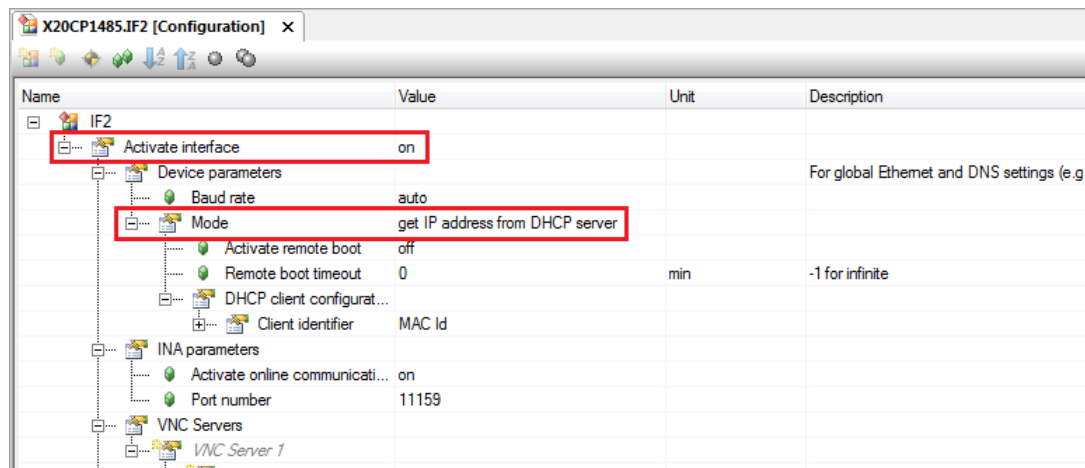 X20CP1485.IF2 [Configuration] X
Name Value Unit Description
IF2
Activate interface on
Device parameters For global Ethernet and DNS settings (e.g
Baud rate auto
Mode get IP address from DHCP server
Activate remote boot off
Remote boot timeout 0 min -1 for infinite
DHCP client configurat...
Client identifier MAC Id
INA parameters
Activate online communicati... on
Port number 11159
VNC Servers
VNC Server 1